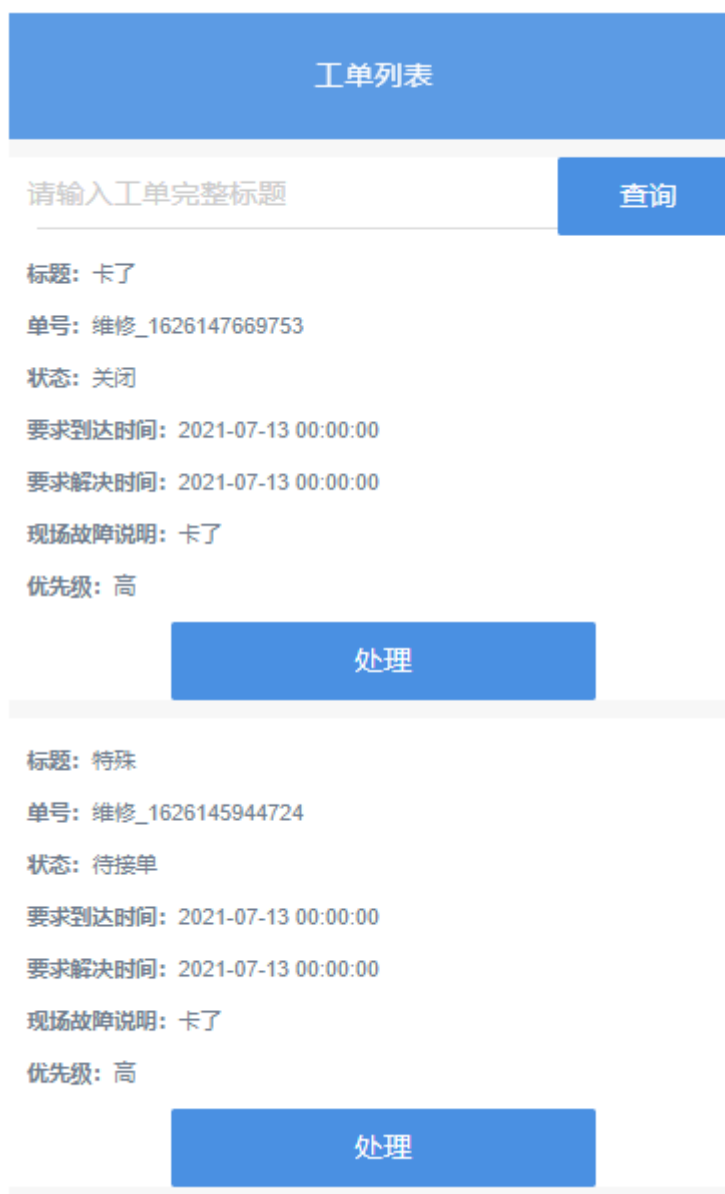 工单列表
请输入工单完整标题 查询
标题：卡了
单号：维修_1626147669753
状态：关闭
要求到达时间：2021-07-13 00:00:00
要求解决时间：2021-07-13 00:00:00
现场故障说明：卡了
优先级：高
处理
标题：特殊
单号：维修_1626145944724
状态：待接单
要求到达时间：2021-07-13 00:00:00
要求解决时间：2021-07-13 00:00:00
现场故障说明：卡了
优先级：高
处理